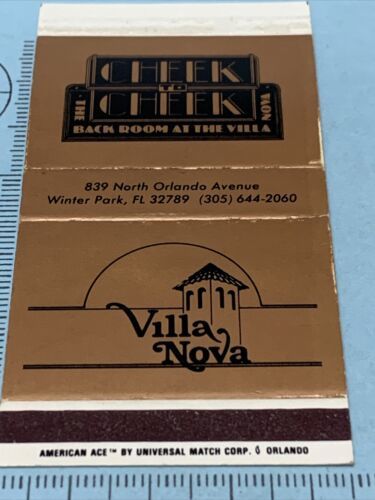 CHEEK
TO
CHEEK
THE BACK ROOM AT THE VILLA NOVA
839 North Orlando Avenue
Winter Park, FL 32789 (305) 644-2060
Villa
Nova
AMERICAN ACE™ BY UNIVERSAL MATCH CORP. ORLANDO